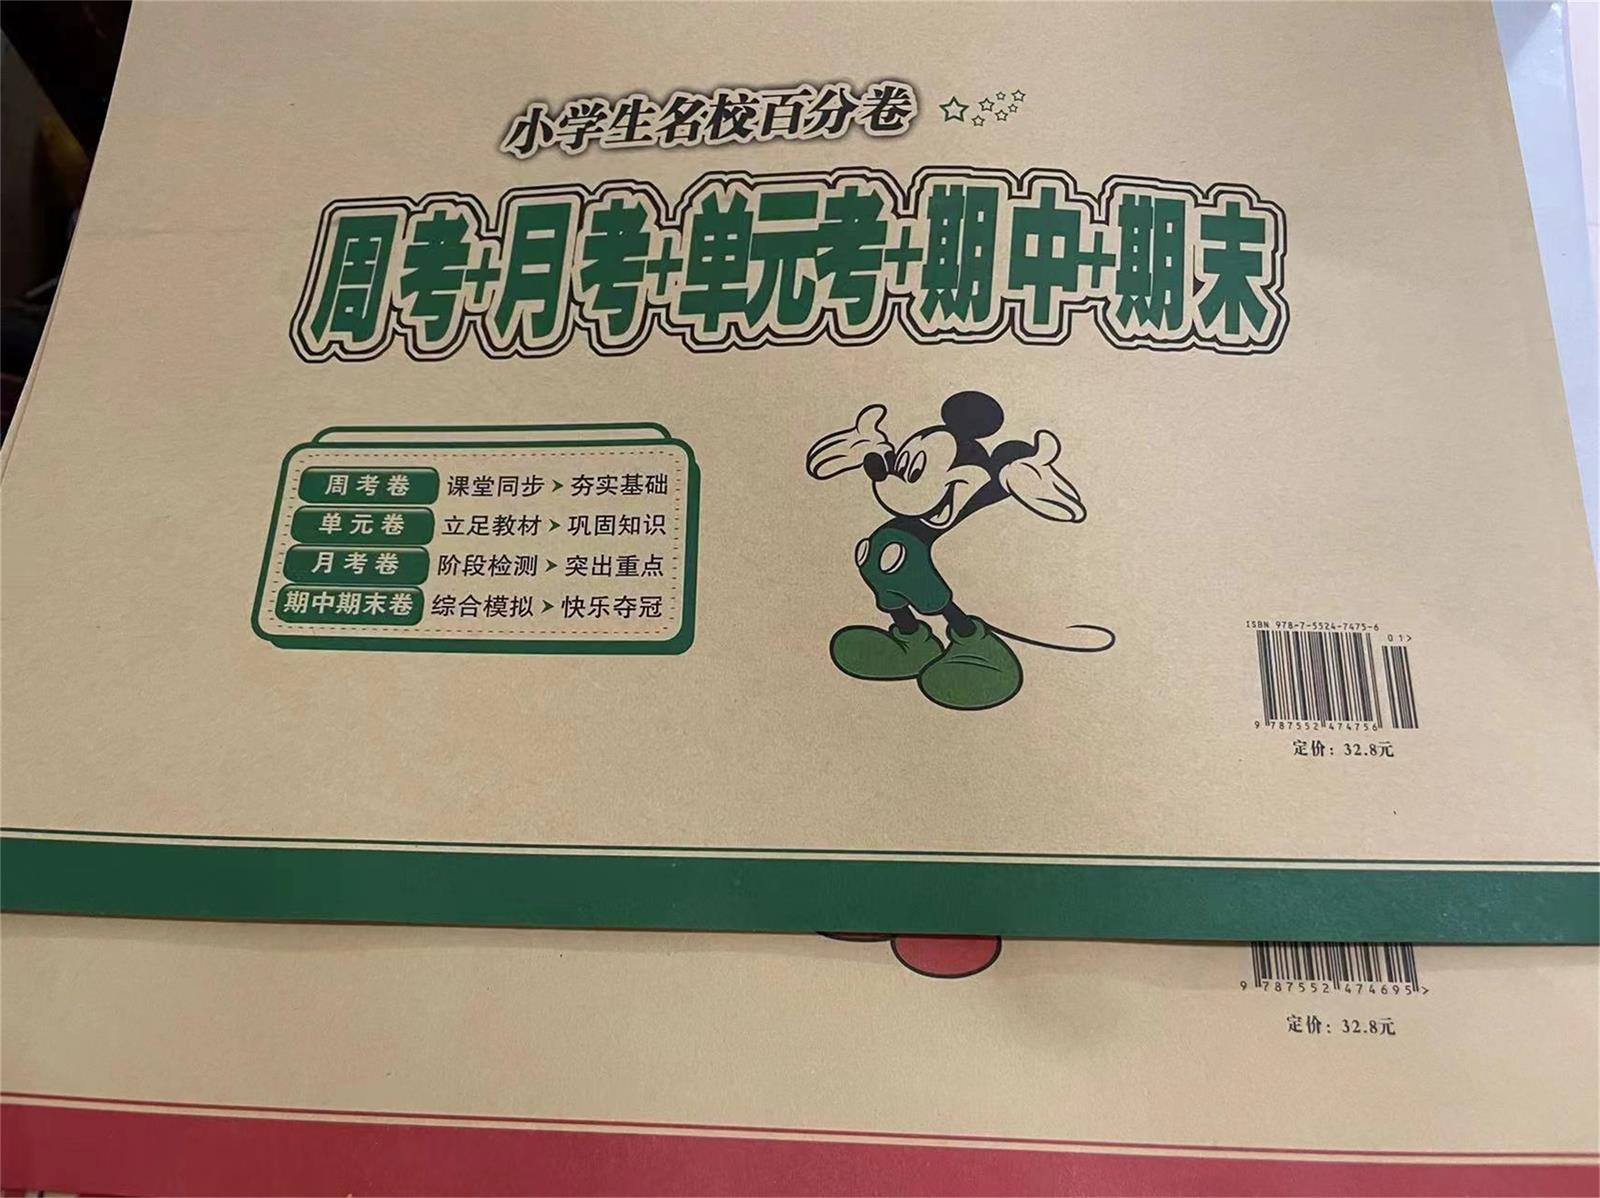 小学生名校百分卷
周考+月考+单元考+期中+期末
周考卷 课堂同步 夯实基础
单元卷 立足教材 巩固知识
月考卷 阶段检测 突出重点
期中期末卷 综合模拟 快乐夺冠
ISBN 978-7-5524-7475-6
01>
9 787552 474756
定价：32.8元
9 787552 474695 >
定价：32.8元